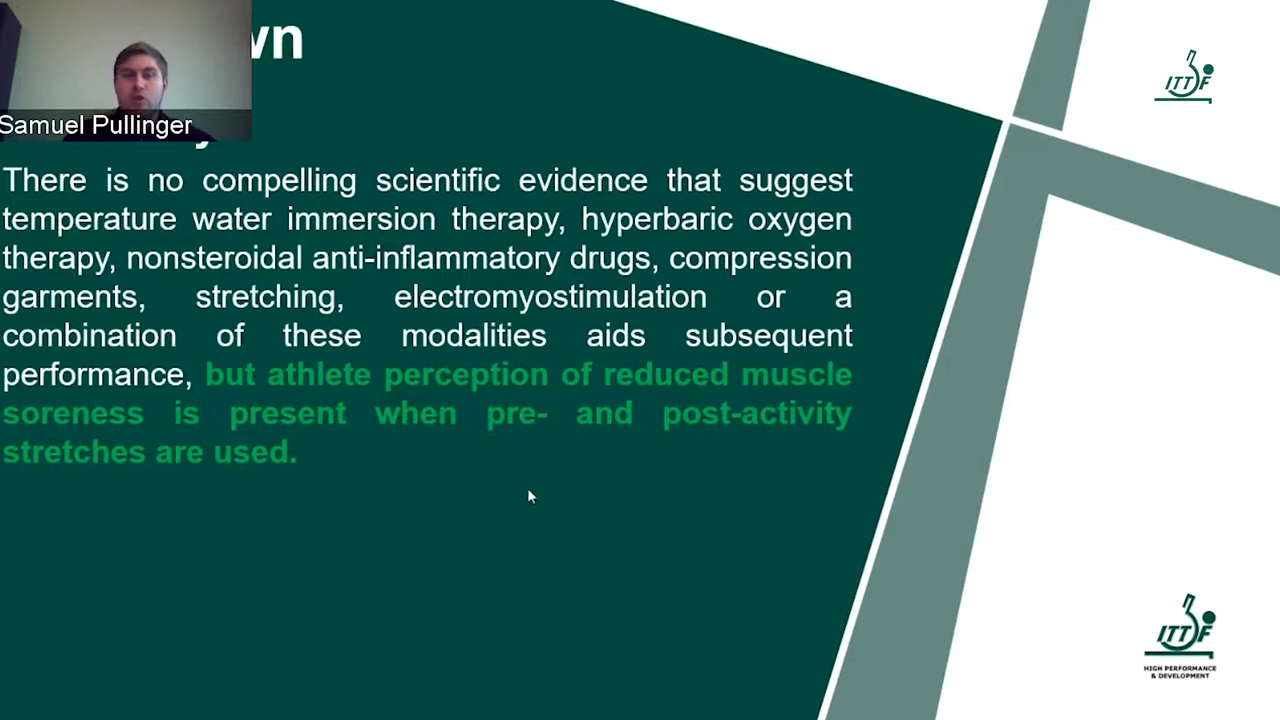 Samuel Pullinger
There is no compelling scientific evidence that suggest
temperature water immersion therapy, hyperbaric oxygen
therapy, nonsteroidal anti-inflammatory drugs, compression
garments, stretching, electromyostimulation or a
combination of these modalities aids subsequent
performance, but athlete perception of reduced muscle
soreness is present when pre- and post-activity
stretches are used.
ITTF
ITTF
HIGH PERFORMANCE
& DEVELOPMENT